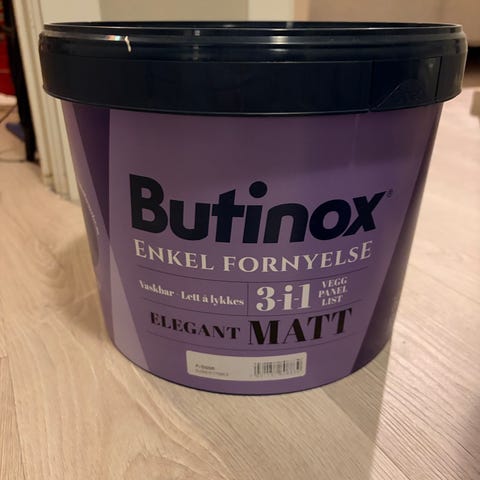 Butinox®
ENKEL FORNYELSE
Vaskbar - Lett å lykkes
3-i-1
VEGG
PANEL
LIST
ELEGANT MATT